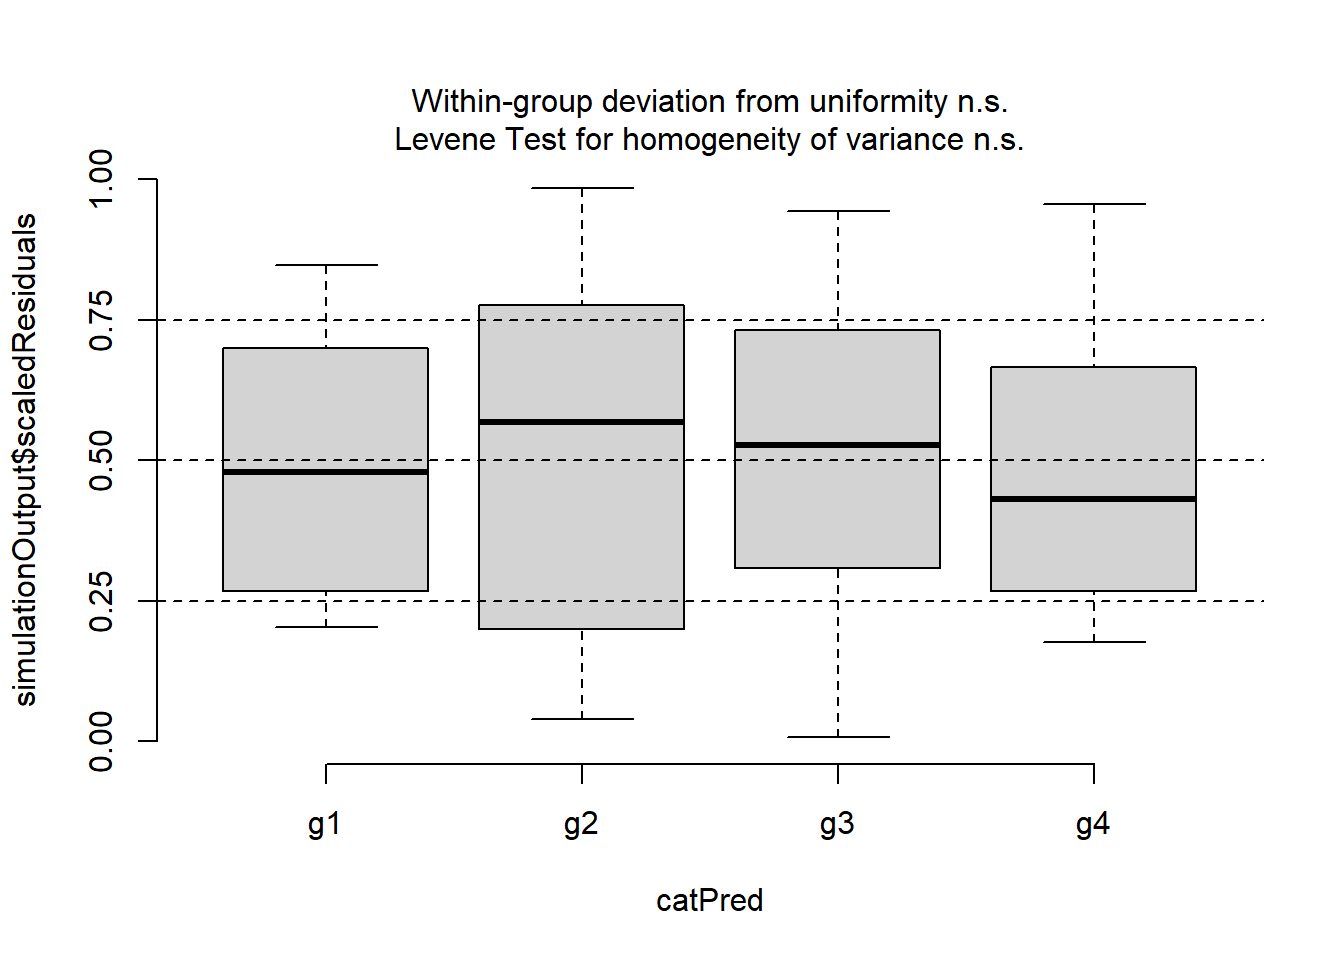 Within-group deviation from uniformity n.s.
Levene Test for homogeneity of variance n.s.
simulationOutput$scaledResiduals
1.00
0.75
0.50
0.25
0.00
g1 g2 g3 g4
catPred